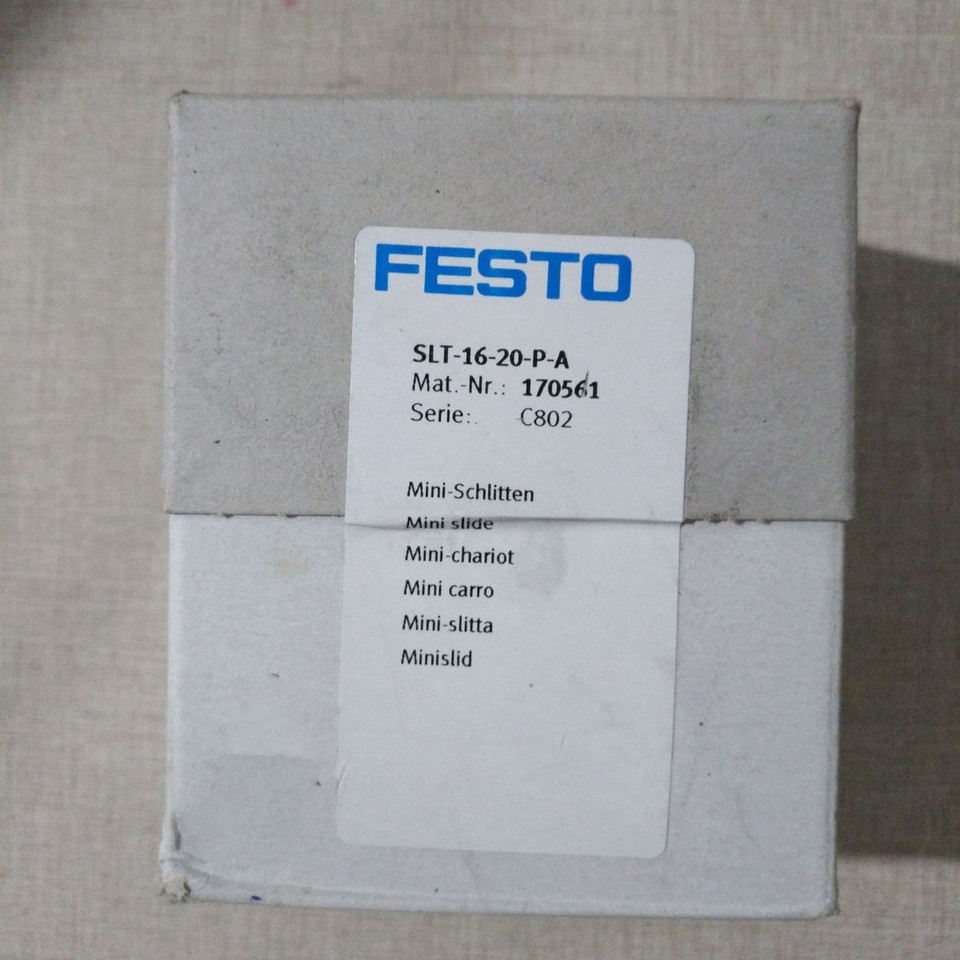 FESTO
SLT-16-20-P-A
Mat.-Nr.: 170561
Serie: C802
Mini-Schlitten
Mini slide
Mini-chariot
Mini carro
Mini-slitta
Minislid